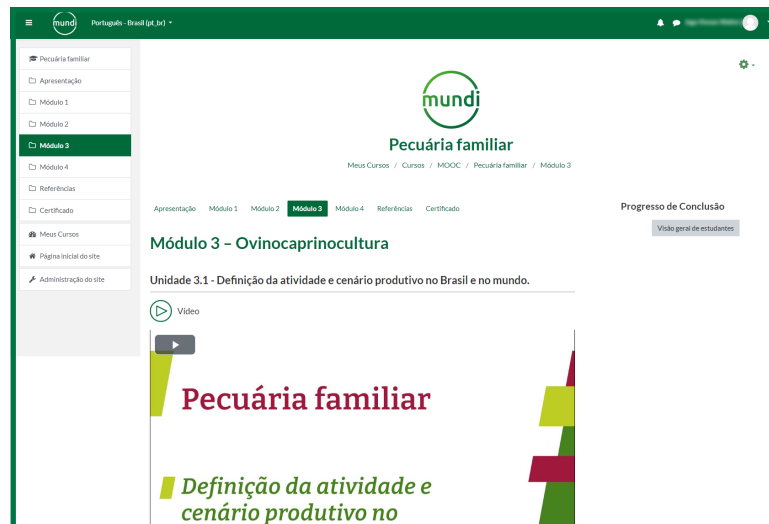 mundi
Português - Brasil (pt_br)
Pecuária familiar
Apresentação
Módulo 1
Módulo 2
Módulo 3
Módulo 4
Referências
Certificado
Meus Cursos
Página inicial do site
Administração do site
mundi
Pecuária familiar
Meus Cursos / Cursos / MOOC / Pecuária familiar / Módulo 3
Apresentação Módulo 1 Módulo 2 Módulo 3 Módulo 4 Referências Certificado
Módulo 3 – Ovinocaprinocultura
Unidade 3.1 - Definição da atividade e cenário produtivo no Brasil e no mundo.
Vídeo
Pecuária familiar
Definição da atividade e
cenário produtivo no
Progresso de Conclusão
Visão geral de estudantes